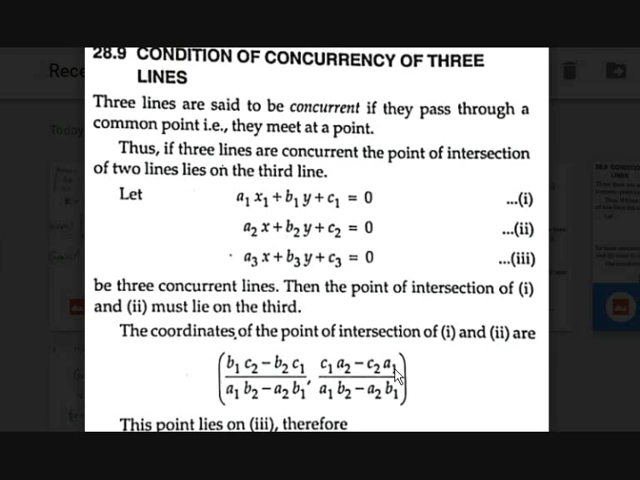 28.9 CONDITION OF CONCURRENCY OF THREE
LINES
Rece
Today
Three lines are said to be concurrent if they pass through a
common point i.e., they meet at a point.
Thus, if three lines are concurrent the point of intersection
of two lines lies on the third line.
Let a₁ x₁ + b₁ y + c₁ = 0 ...(i)
a₂ x + b₂ y + c₂ = 0 ...(ii)
a₃ x + b₃ y + c₃ = 0 ...(iii)
be three concurrent lines. Then the point of intersection of (i)
and (ii) must lie on the third.
The coordinates of the point of intersection of (i) and (ii) are
(b₁ c₂ − b₂ c₁ / a₁ b₂ − a₂ b₁, c₁ a₂ − c₂ a₁ / a₁ b₂ − a₂ b₁)
This point lies on (iii), therefore